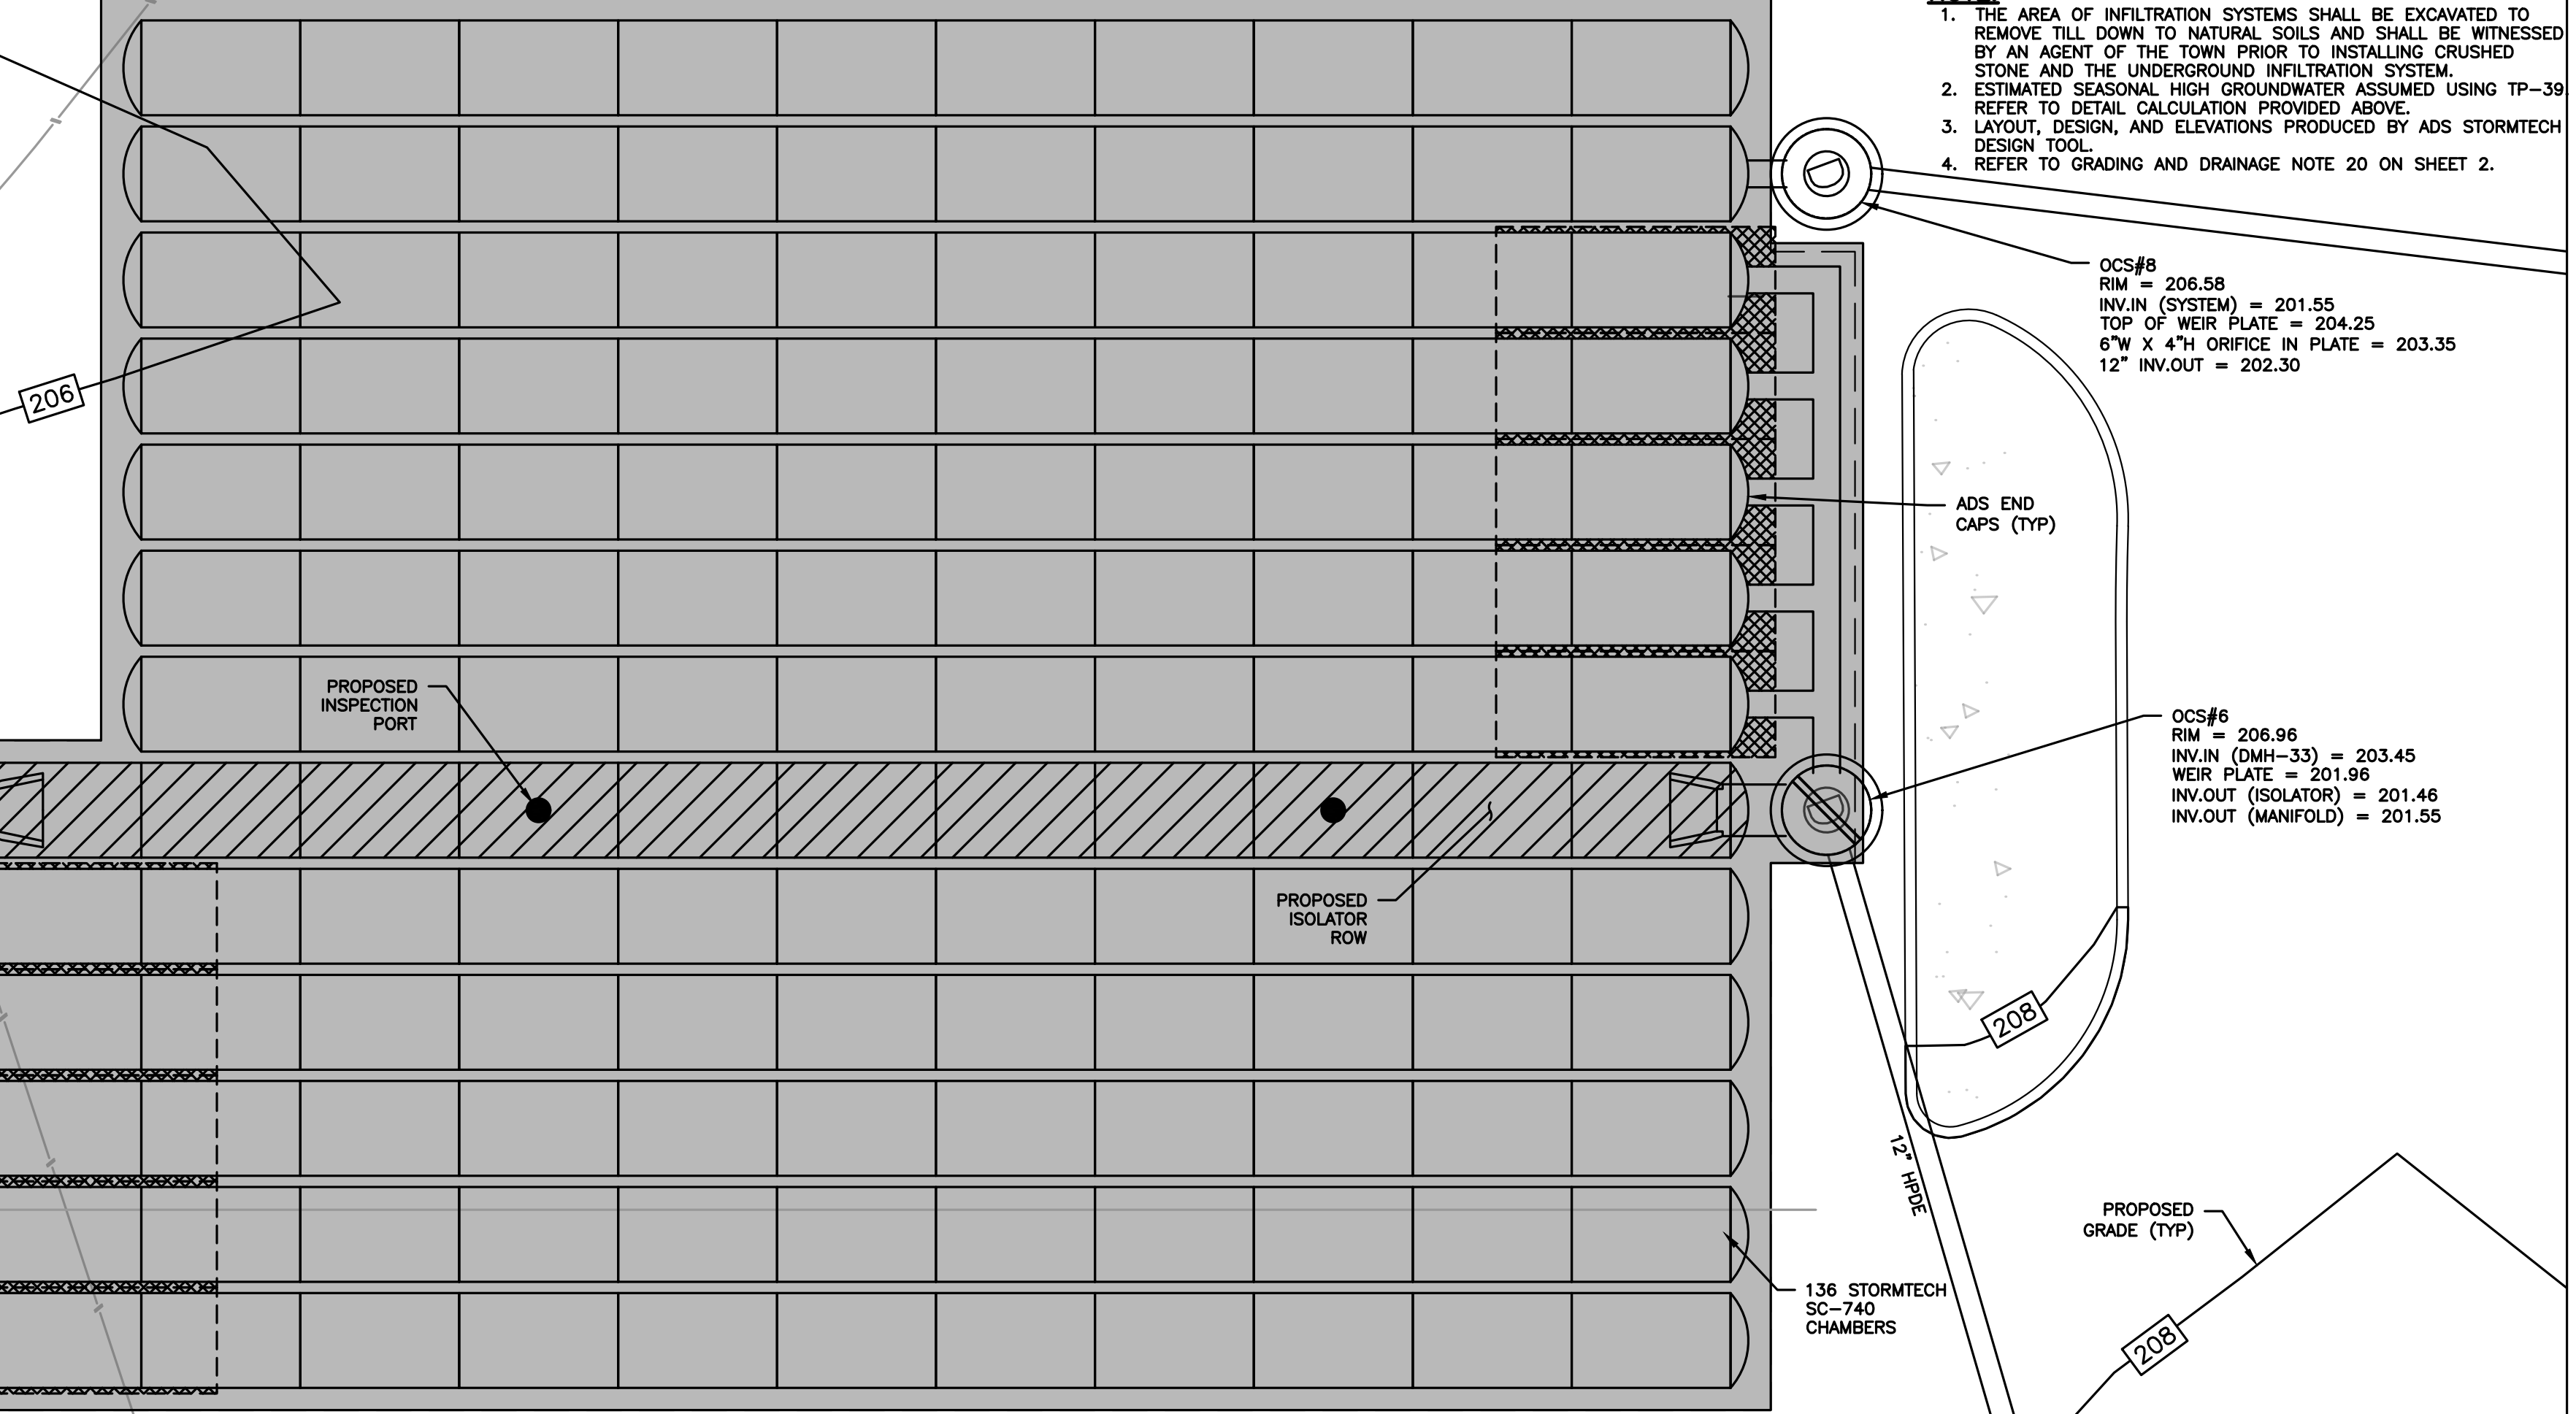 1. THE AREA OF INFILTRATION SYSTEMS SHALL BE EXCAVATED TO
REMOVE TILL DOWN TO NATURAL SOILS AND SHALL BE WITNESSED
BY AN AGENT OF THE TOWN PRIOR TO INSTALLING CRUSHED
STONE AND THE UNDERGROUND INFILTRATION SYSTEM.
2. ESTIMATED SEASONAL HIGH GROUNDWATER ASSUMED USING TP-39
REFER TO DETAIL CALCULATION PROVIDED ABOVE.
3. LAYOUT, DESIGN, AND ELEVATIONS PRODUCED BY ADS STORMTECH
DESIGN TOOL.
4. REFER TO GRADING AND DRAINAGE NOTE 20 ON SHEET 2.
OCS#8
RIM = 206.58
INV.IN (SYSTEM) = 201.55
TOP OF WEIR PLATE = 204.25
6"W X 4"H ORIFICE IN PLATE = 203.35
12" INV.OUT = 202.30
206
ADS END
CAPS (TYP)
PROPOSED
INSPECTION
PORT
OCS#6
RIM = 206.96
INV.IN (DMH-33) = 203.45
WEIR PLATE = 201.96
INV.OUT (ISOLATOR) = 201.46
INV.OUT (MANIFOLD) = 201.55
PROPOSED
ISOLATOR
ROW
208
12" HPDE
PROPOSED
GRADE (TYP)
136 STORMTECH
SC-740
CHAMBERS
208